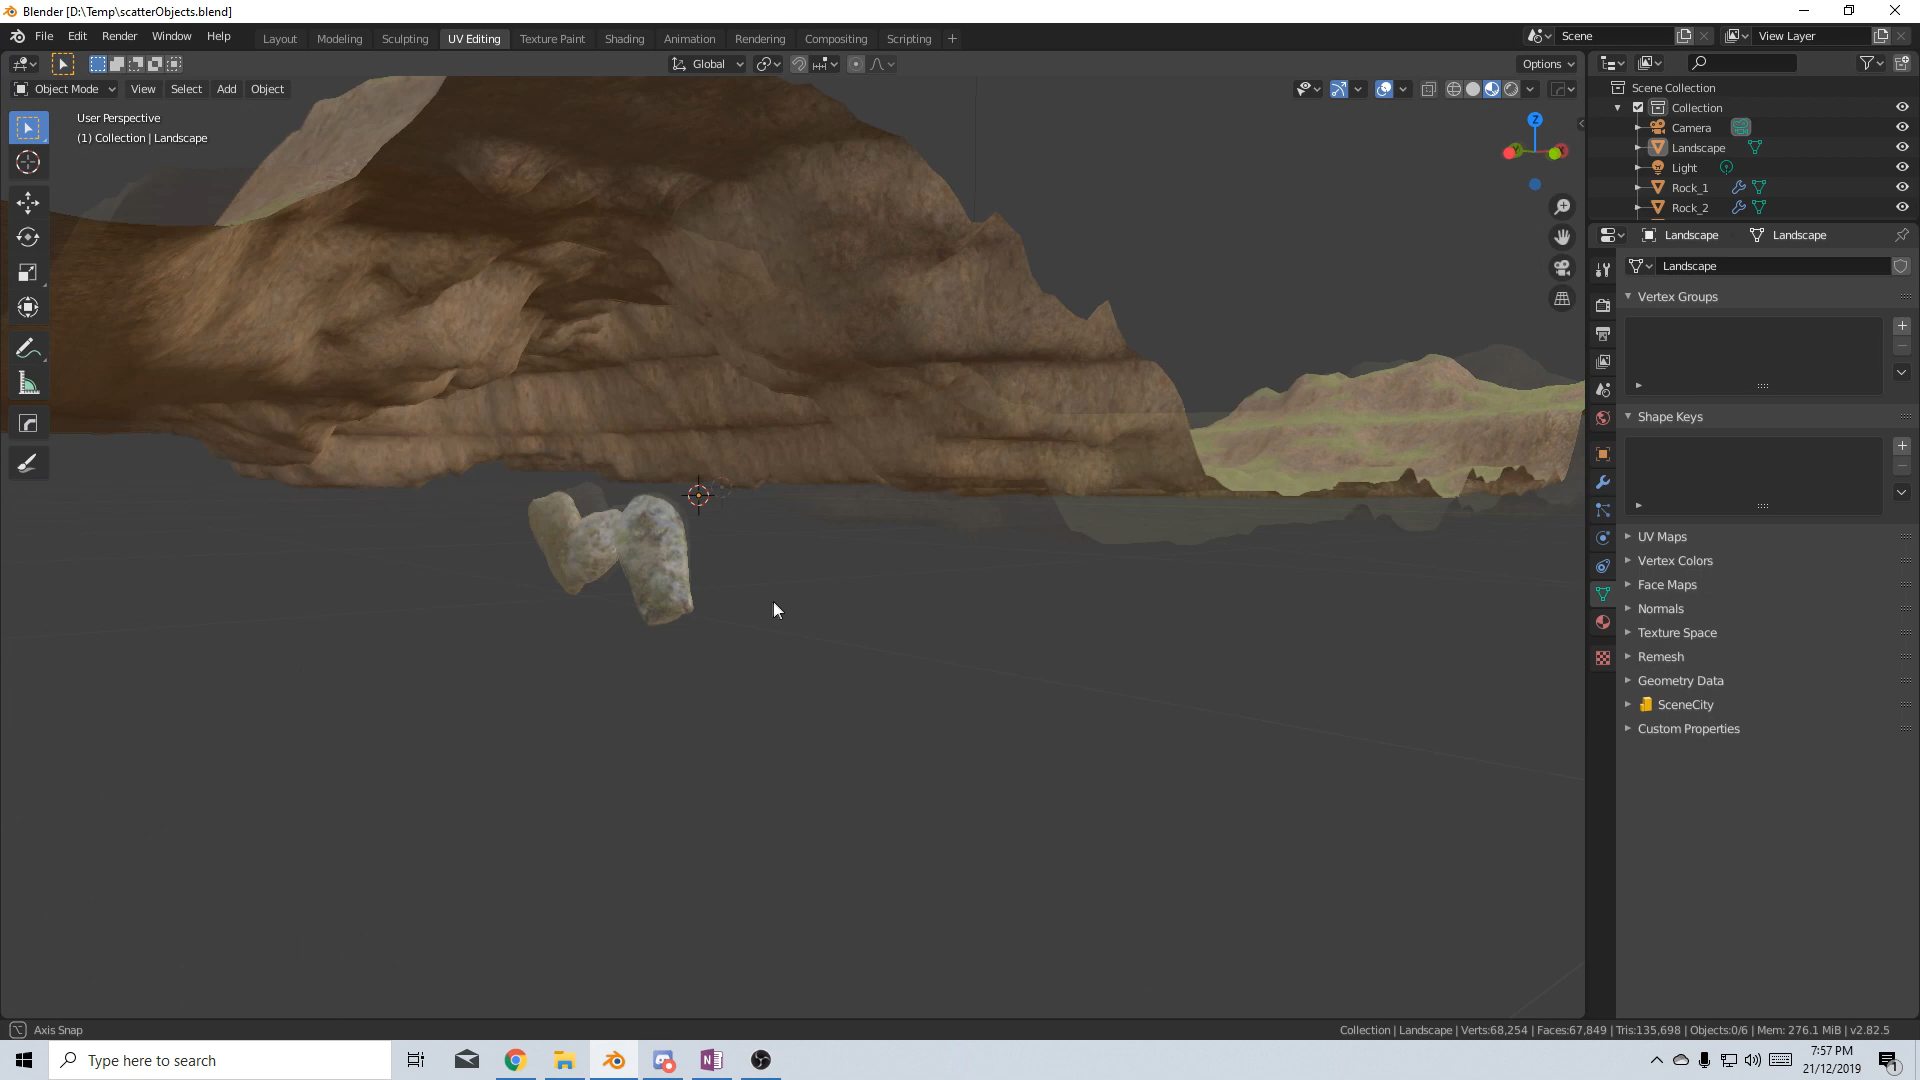 Blender [D:\Temp\scatterObjects.blend]
File Edit Render Window Help
Layout Modeling Sculpting UV Editing Texture Paint Shading Animation Rendering Compositing Scripting +
Scene
View Layer
Global
Options
Object Mode View Select Add Object
User Perspective
(1) Collection | Landscape
Z
Scene Collection
Collection
Camera
Landscape
Light
Rock_1
Rock_2
Landscape Landscape
Landscape
Vertex Groups
Shape Keys
UV Maps
Vertex Colors
Face Maps
Normals
Texture Space
Remesh
Geometry Data
SceneCity
Custom Properties
Axis Snap
Collection | Landscape | Verts:68,254 | Faces:67,849 | Tris:135,698 | Objects:0/6 | Mem: 276.1 MiB | v2.82.5
Type here to search
7:57 PM
21/12/2019
1